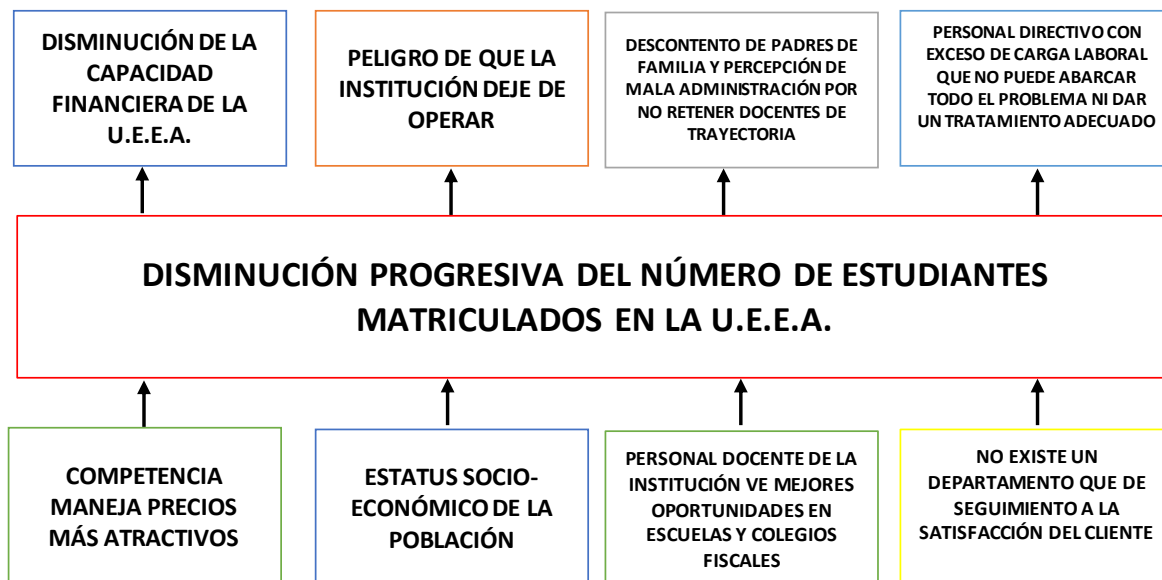 DISMINUCIÓN DE LA
CAPACIDAD
FINANCIERA DE LA
U.E.E.A.
PELIGRO DE QUE LA
INSTITUCIÓN DEJE DE
OPERAR
DESCONTENTO DE PADRES DE
FAMILIA Y PERCEPCIÓN DE
MALA ADMINISTRACIÓN POR
NO RETENER DOCENTES DE
TRAYECTORIA
PERSONAL DIRECTIVO CON
EXCESO DE CARGA LABORAL
QUE NO PUEDE ABARCAR
TODO EL PROBLEMA NI DAR
UN TRATAMIENTO ADECUADO
DISMINUCIÓN PROGRESIVA DEL NÚMERO DE ESTUDIANTES
MATRICULADOS EN LA U.E.E.A.
COMPETENCIA
MANEJA PRECIOS
MÁS ATRACTIVOS
ESTATUS SOCIO-
ECONÓMICO DE LA
POBLACIÓN
PERSONAL DOCENTE DE LA
INSTITUCIÓN VE MEJORES
OPORTUNIDADES EN
ESCUELAS Y COLEGIOS
FISCALES
NO EXISTE UN
DEPARTAMENTO QUE DE
SEGUIMIENTO A LA
SATISFACCIÓN DEL CLIENTE